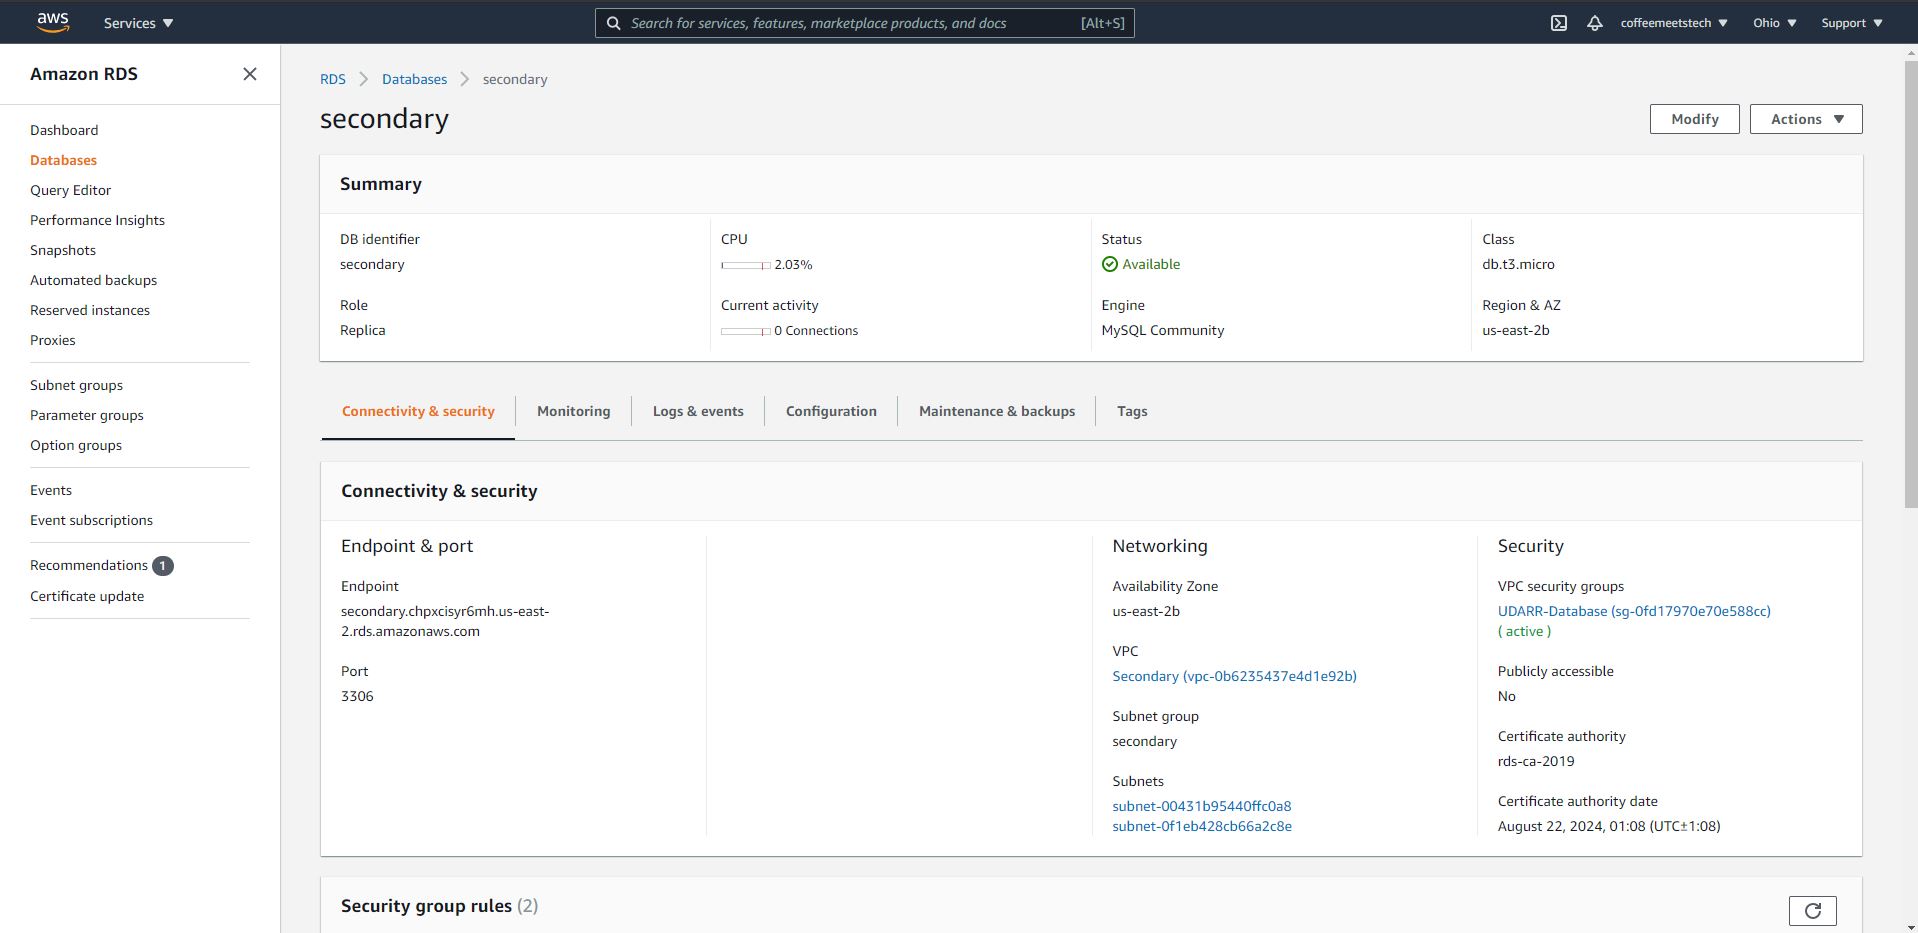 aws
Services
Search for services, features, marketplace products, and docs [Alt+S]
coffeemeetstech
Ohio
Support
Amazon RDS
Dashboard
Databases
Query Editor
Performance Insights
Snapshots
Automated backups
Reserved instances
Proxies
Subnet groups
Parameter groups
Option groups
Events
Event subscriptions
Recommendations 1
Certificate update
RDS > Databases > secondary
secondary
Modify
Actions
Summary
DB identifier
secondary
Role
Replica
CPU
2.03%
Current activity
0 Connections
Status
Available
Engine
MySQL Community
Class
db.t3.micro
Region & AZ
us-east-2b
Connectivity & security
Monitoring
Logs & events
Configuration
Maintenance & backups
Tags
Connectivity & security
Endpoint & port
Endpoint
secondary.chpxcisyr6mh.us-east-
2.rds.amazonaws.com
Port
3306
Networking
Availability Zone
us-east-2b
VPC
Secondary (vpc-0b6235437e4d1e92b)
Subnet group
secondary
Subnets
subnet-00431b95440ffc0a8
subnet-0f1eb428cb66a2c8e
Security
VPC security groups
UDARR-Database (sg-0fd17970e70e588cc)
( active )
Publicly accessible
No
Certificate authority
rds-ca-2019
Certificate authority date
August 22, 2024, 01:08 (UTC±1:08)
Security group rules (2)